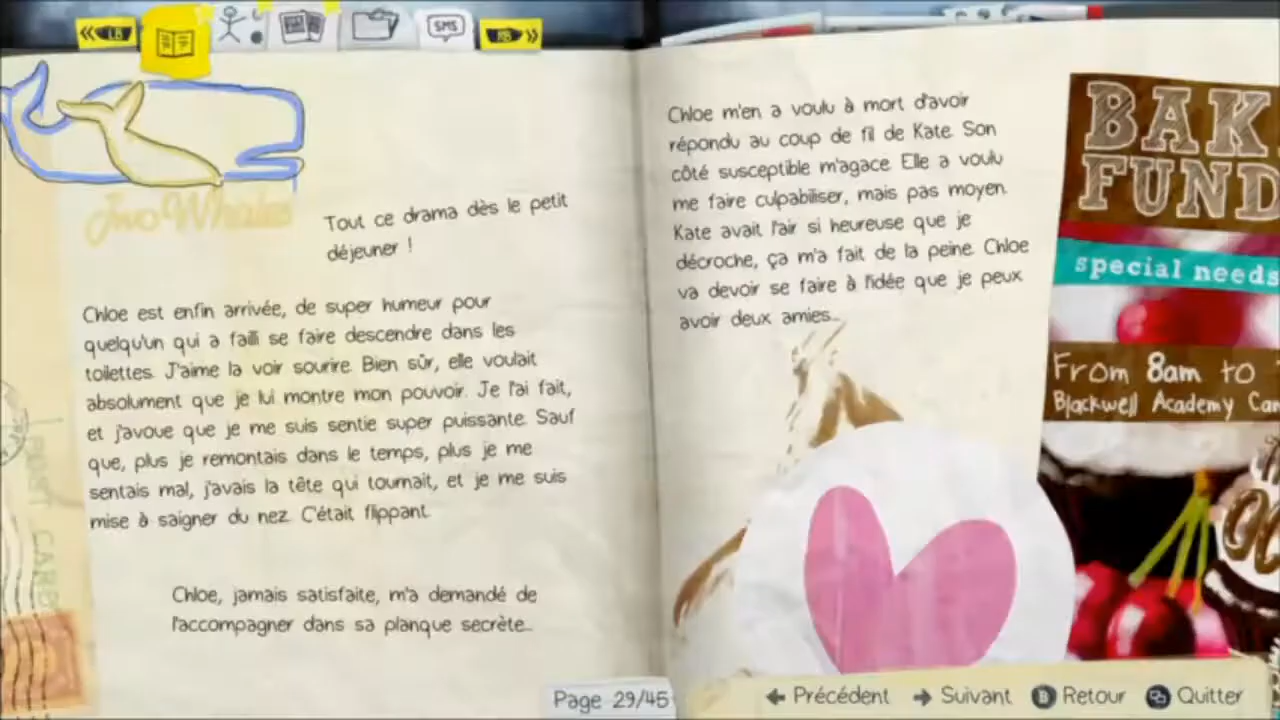 LB
SMS
RB
Two Whales
Tout ce drama dès le petit
déjeuner !
Chloe est enfin arrivée, de super humeur pour
quelqu'un qui a failli se faire descendre dans les
toilettes. J'aime la voir sourire. Bien sûr, elle voulait
absolument que je lui montre mon pouvoir. Je l'ai fait,
et j'avoue que je me suis sentie super puissante. Sauf
que, plus je remontais dans le temps, plus je me
sentais mal, j'avais la tête qui tournait, et je me suis
mise à saigner du nez. C'était flippant.
Chloe, jamais satisfaite, m'a demandé de
l'accompagner dans sa planque secrète...
POST CARD
Chloe m'en a voulu à mort d'avoir
répondu au coup de fil de Kate. Son
côté susceptible m'agace. Elle a voulu
me faire culpabiliser, mais pas moyen.
Kate avait l'air si heureuse que je
décroche, ça m'a fait de la peine. Chloe
va devoir se faire à l'idée que je peux
avoir deux amies...
BAK
FUND
special needs
From 8am to
Blackwell Academy Cam
Page 29/45
Précédent
Suivant
B Retour
Quitter